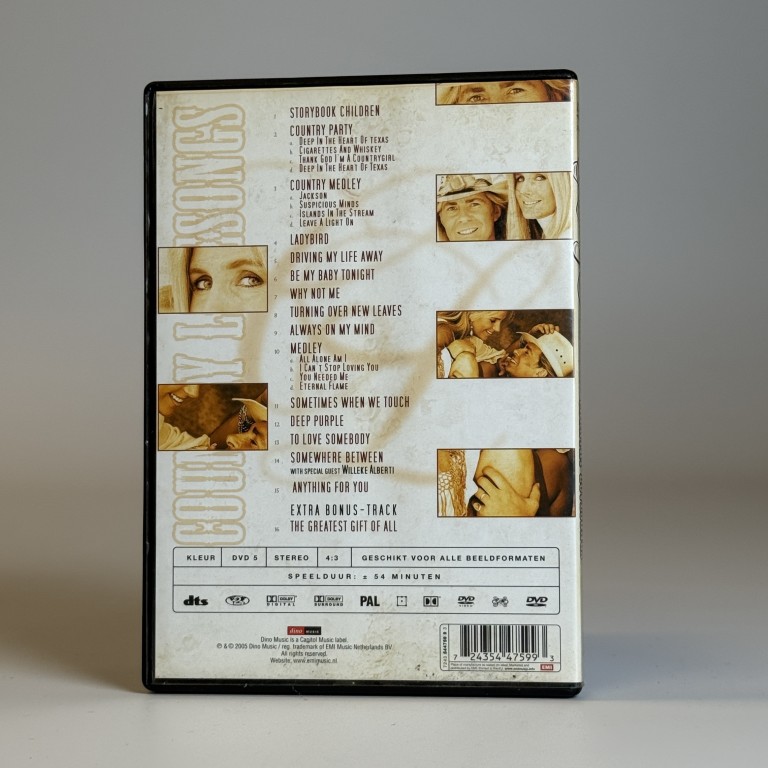 COUNTRY L SONGS
1 STORYBOOK CHILDREN
2 COUNTRY PARTY
a. DEEP IN THE HEART OF TEXAS
b. CIGARETTES AND WHISKEY
c. THANK GOD I'M A COUNTRYGIRL
d. DEEP IN THE HEART OF TEXAS
3 COUNTRY MEDLEY
a. JACKSON
b. SUSPICIOUS MINDS
c. ISLANDS IN THE STREAM
d. LEAVE A LIGHT ON
4 LADYBIRD
5 DRIVING MY LIFE AWAY
6 BE MY BABY TONIGHT
7 WHY NOT ME
8 TURNING OVER NEW LEAVES
9 ALWAYS ON MY MIND
10 MEDLEY
a. ALL ALONE AM I
b. I CAN'T STOP LOVING YOU
c. YOU NEEDED ME
d. ETERNAL FLAME
11 SOMETIMES WHEN WE TOUCH
12 DEEP PURPLE
13 TO LOVE SOMEBODY
14 SOMEWHERE BETWEEN
WITH SPECIAL GUEST WILLEKE ALBERTI
15 ANYTHING FOR YOU
EXTRA BONUS-TRACK
16 THE GREATEST GIFT OF ALL
KLEUR DVD 5 STEREO 4:3 GESCHIKT VOOR ALLE BEELDFORMATEN
SPEELDUUR: ± 54 MINUTEN
dts DOLBY DIGITAL DOLBY SURROUND PAL DVD VIDEO DVD
dino music
Dino Music is a Capitol Music label.
℗ & © 2005 Dino Music / reg. trademark of EMI Music Netherlands BV.
All rights reserved.
Website, www.emimusic.nl
7 24354 47599 3
EMI